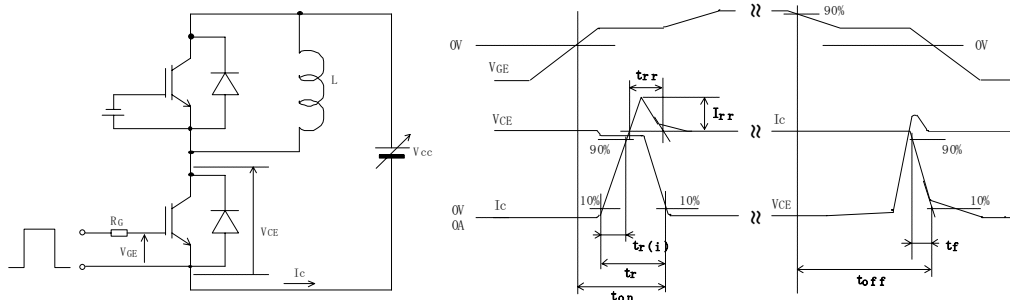 L
Vcc
RG
VGE
VCE
Ic
0V
VGE
90%
0V
trr
Irr
VCE
Ic
90%
90%
Ic
10%
10%
VCE
10%
0V
0A
tr(i)
tr
ton
tf
toff